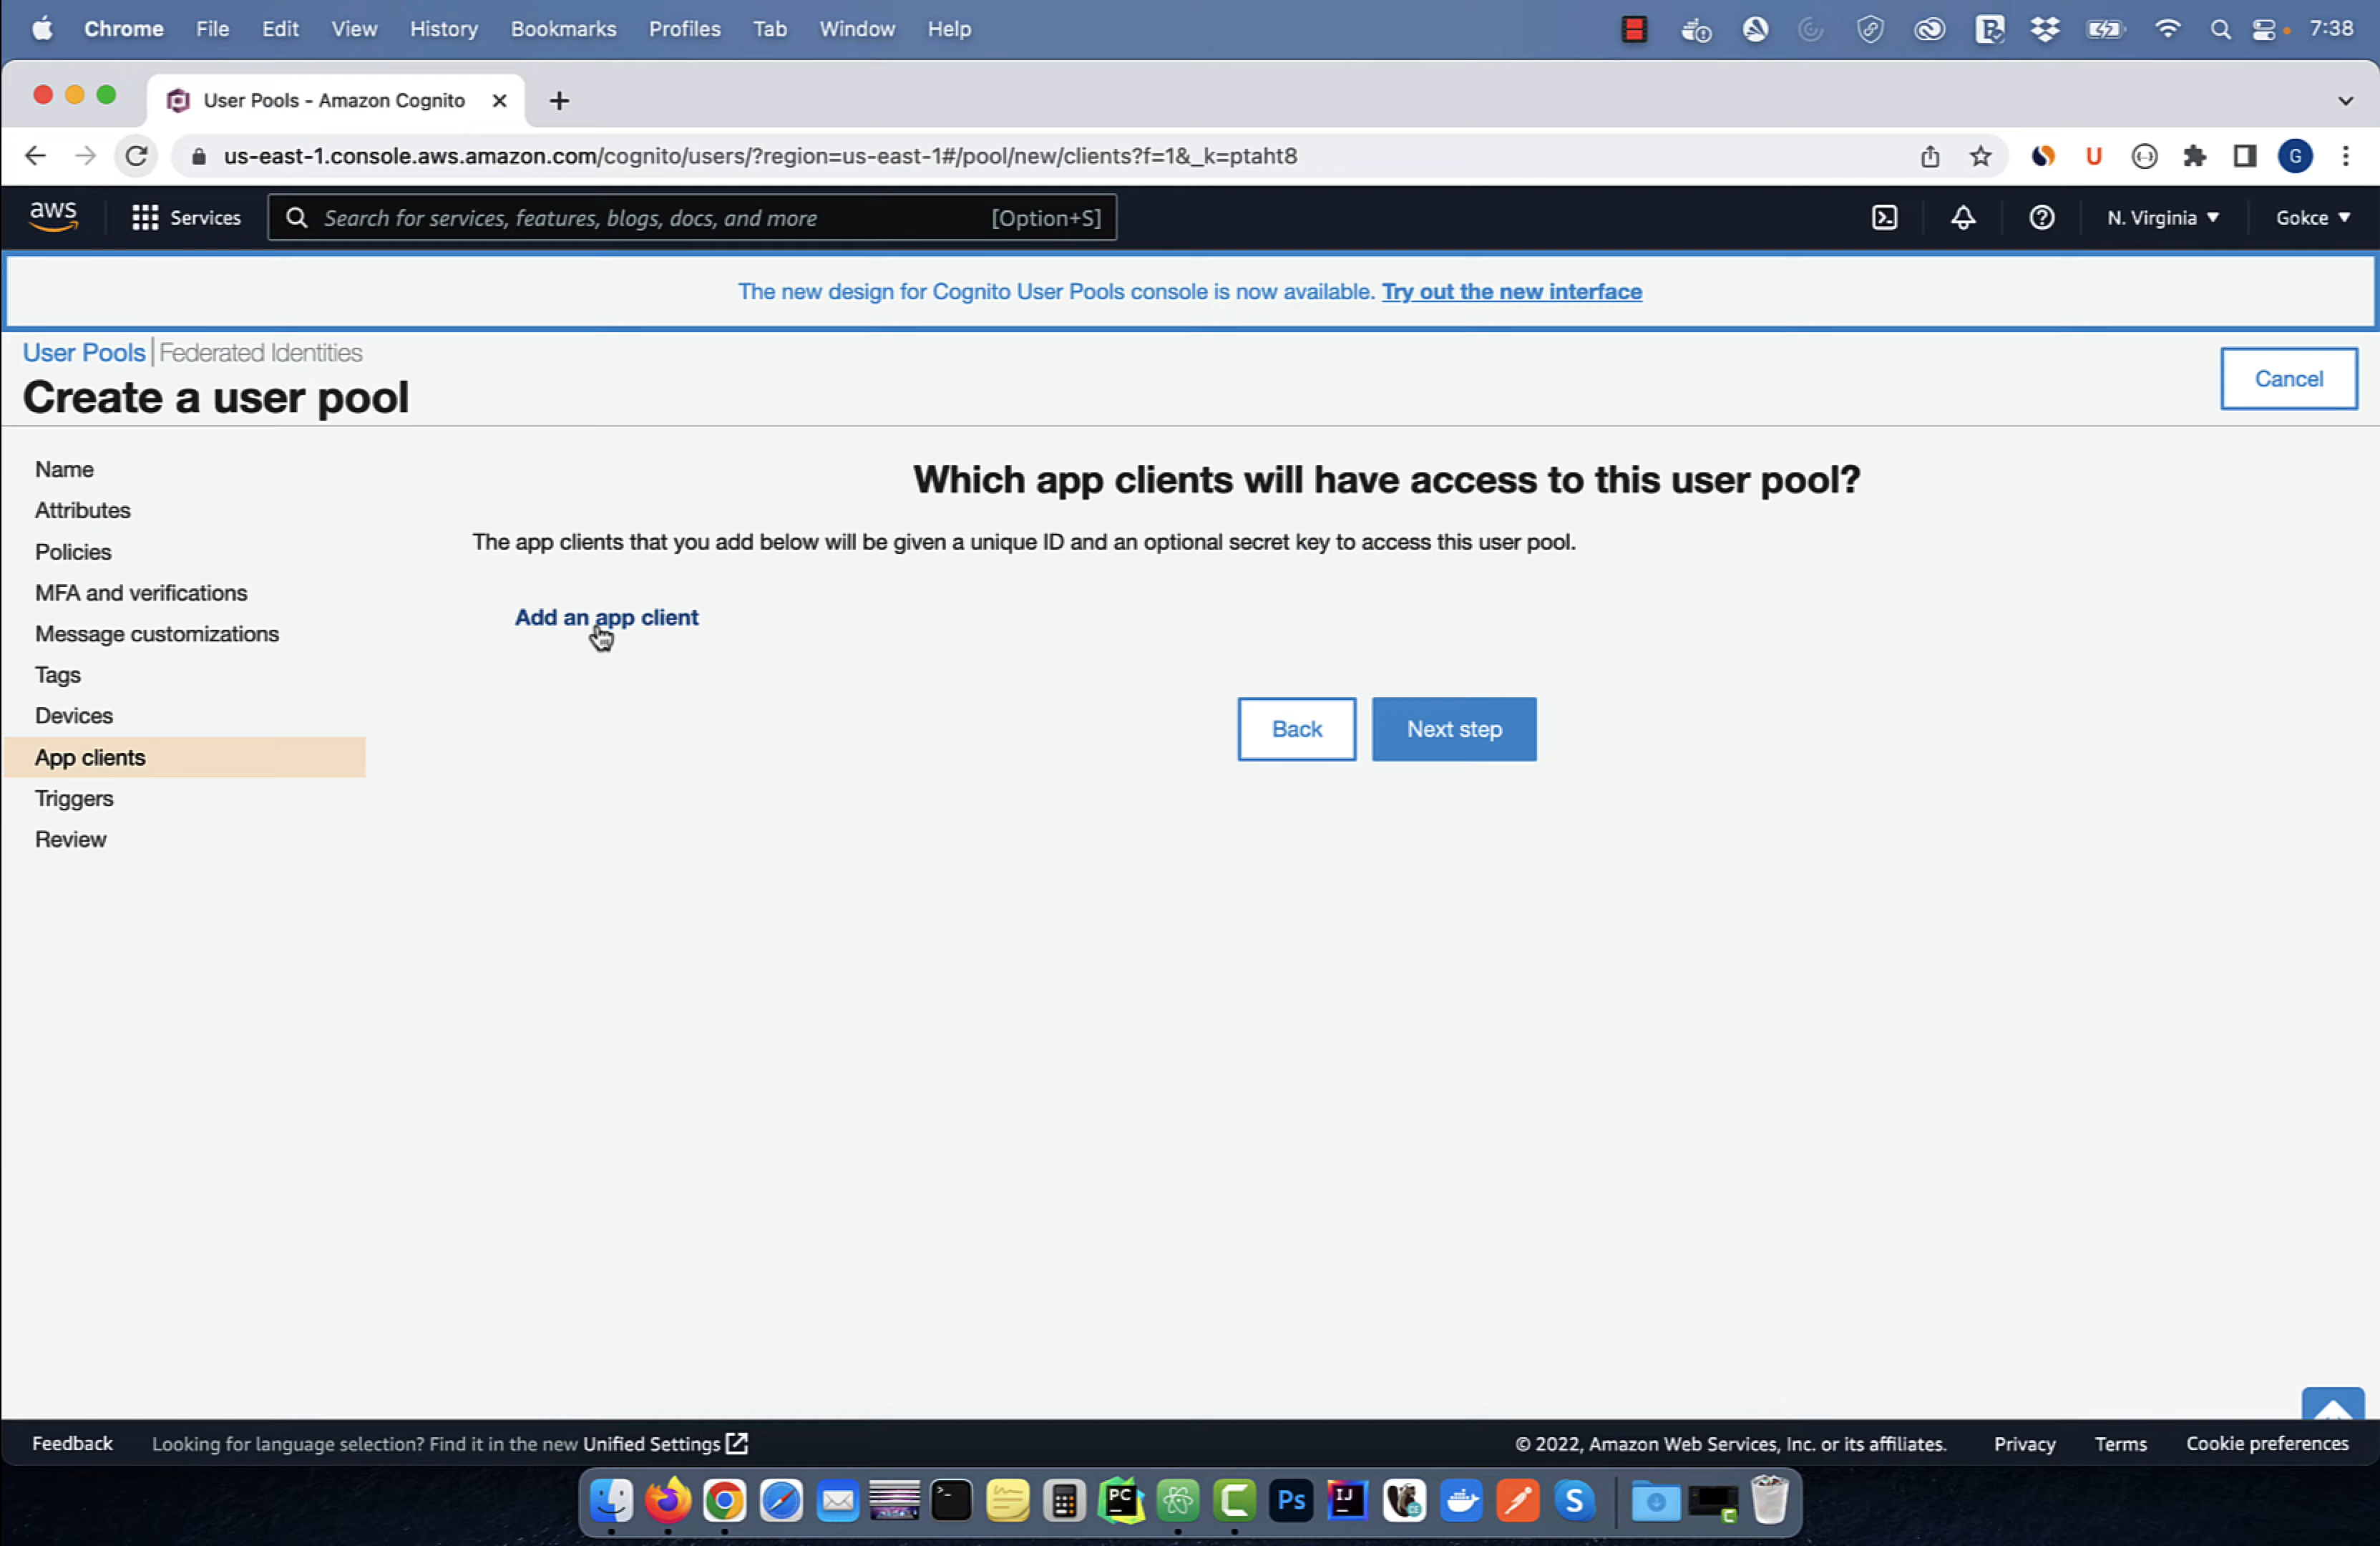 Chrome File Edit View History Bookmarks Profiles Tab Window Help 7:38
User Pools - Amazon Cognito
us-east-1.console.aws.amazon.com/cognito/users/?region=us-east-1#/pool/new/clients?f=1&_k=ptaht8 U G
aws Services Search for services, features, blogs, docs, and more [Option+S] N. Virginia Gokce
The new design for Cognito User Pools console is now available. Try out the new interface
User Pools Federated Identities
Create a user pool
Cancel
Name
Attributes
Policies
MFA and verifications
Message customizations
Tags
Devices
App clients
Triggers
Review
Which app clients will have access to this user pool?
The app clients that you add below will be given a unique ID and an optional secret key to access this user pool.
Add an app client
Back Next step
Feedback Looking for language selection? Find it in the new Unified Settings © 2022, Amazon Web Services, Inc. or its affiliates. Privacy Terms Cookie preferences
PC C Ps IJ S